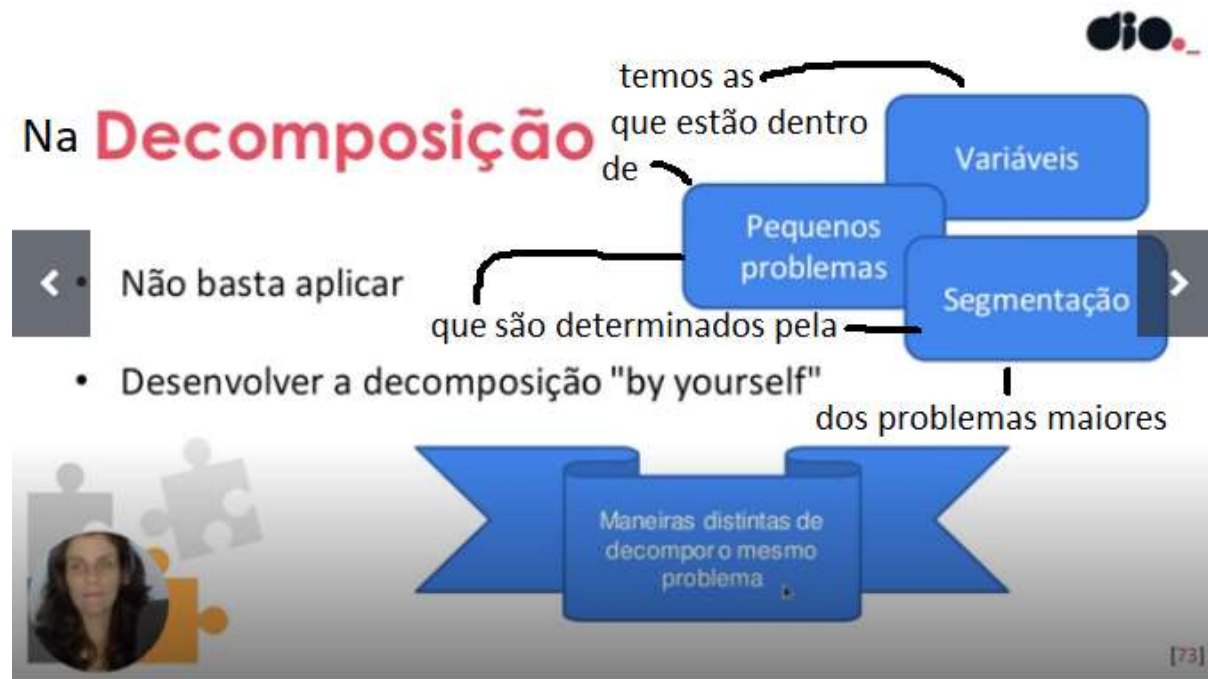 dio._
temos as
Na Decomposição
que estão dentro
de
Variáveis
Pequenos
problemas
Não basta aplicar
Segmentação
que são determinados pela
Desenvolver a decomposição "by yourself"
dos problemas maiores
Maneiras distintas de
decompor o mesmo
problema
[73]